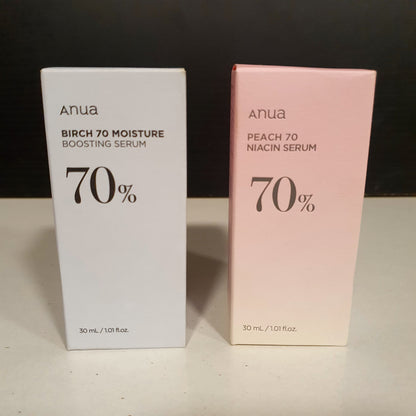 Anua
BIRCH 70 MOISTURE
BOOSTING SERUM
70%
30 mL / 1.01 fl.oz.
Anua
PEACH 70
NIACIN SERUM
70%
30 mL / 1.01 fl.oz.